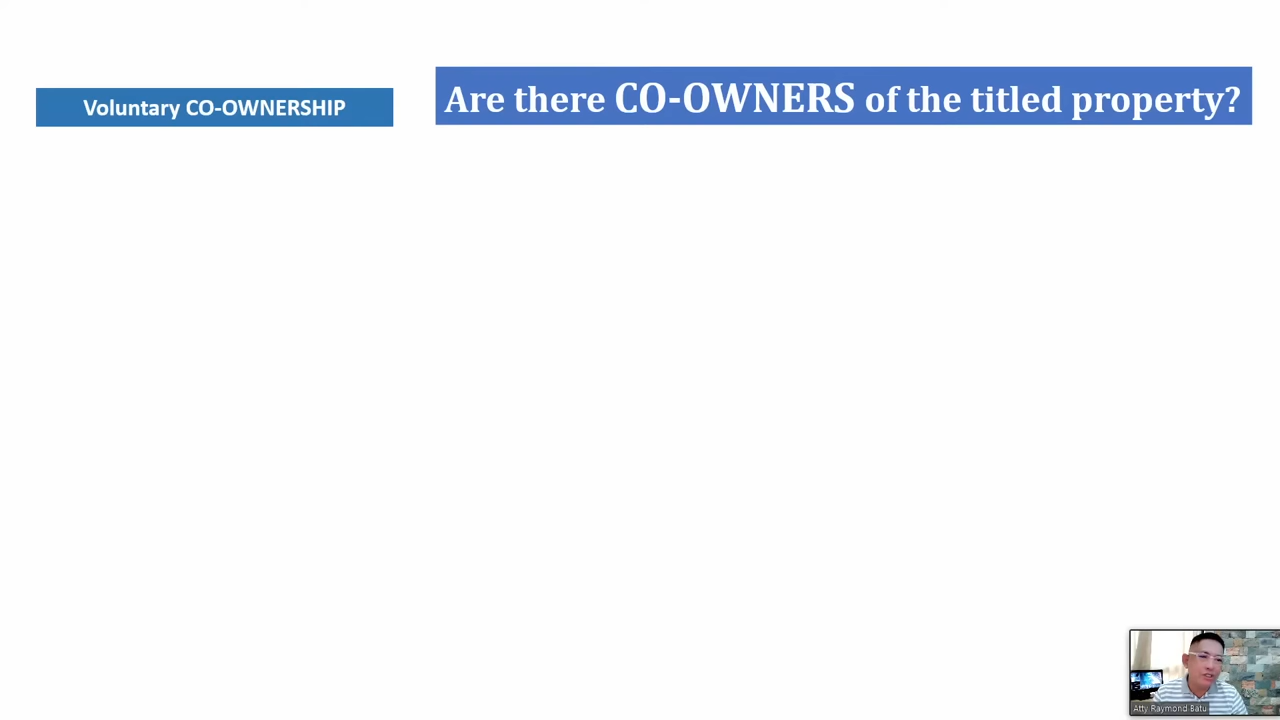 Voluntary CO-OWNERSHIP
Are there CO-OWNERS of the titled property?
Atty Raymond Batu